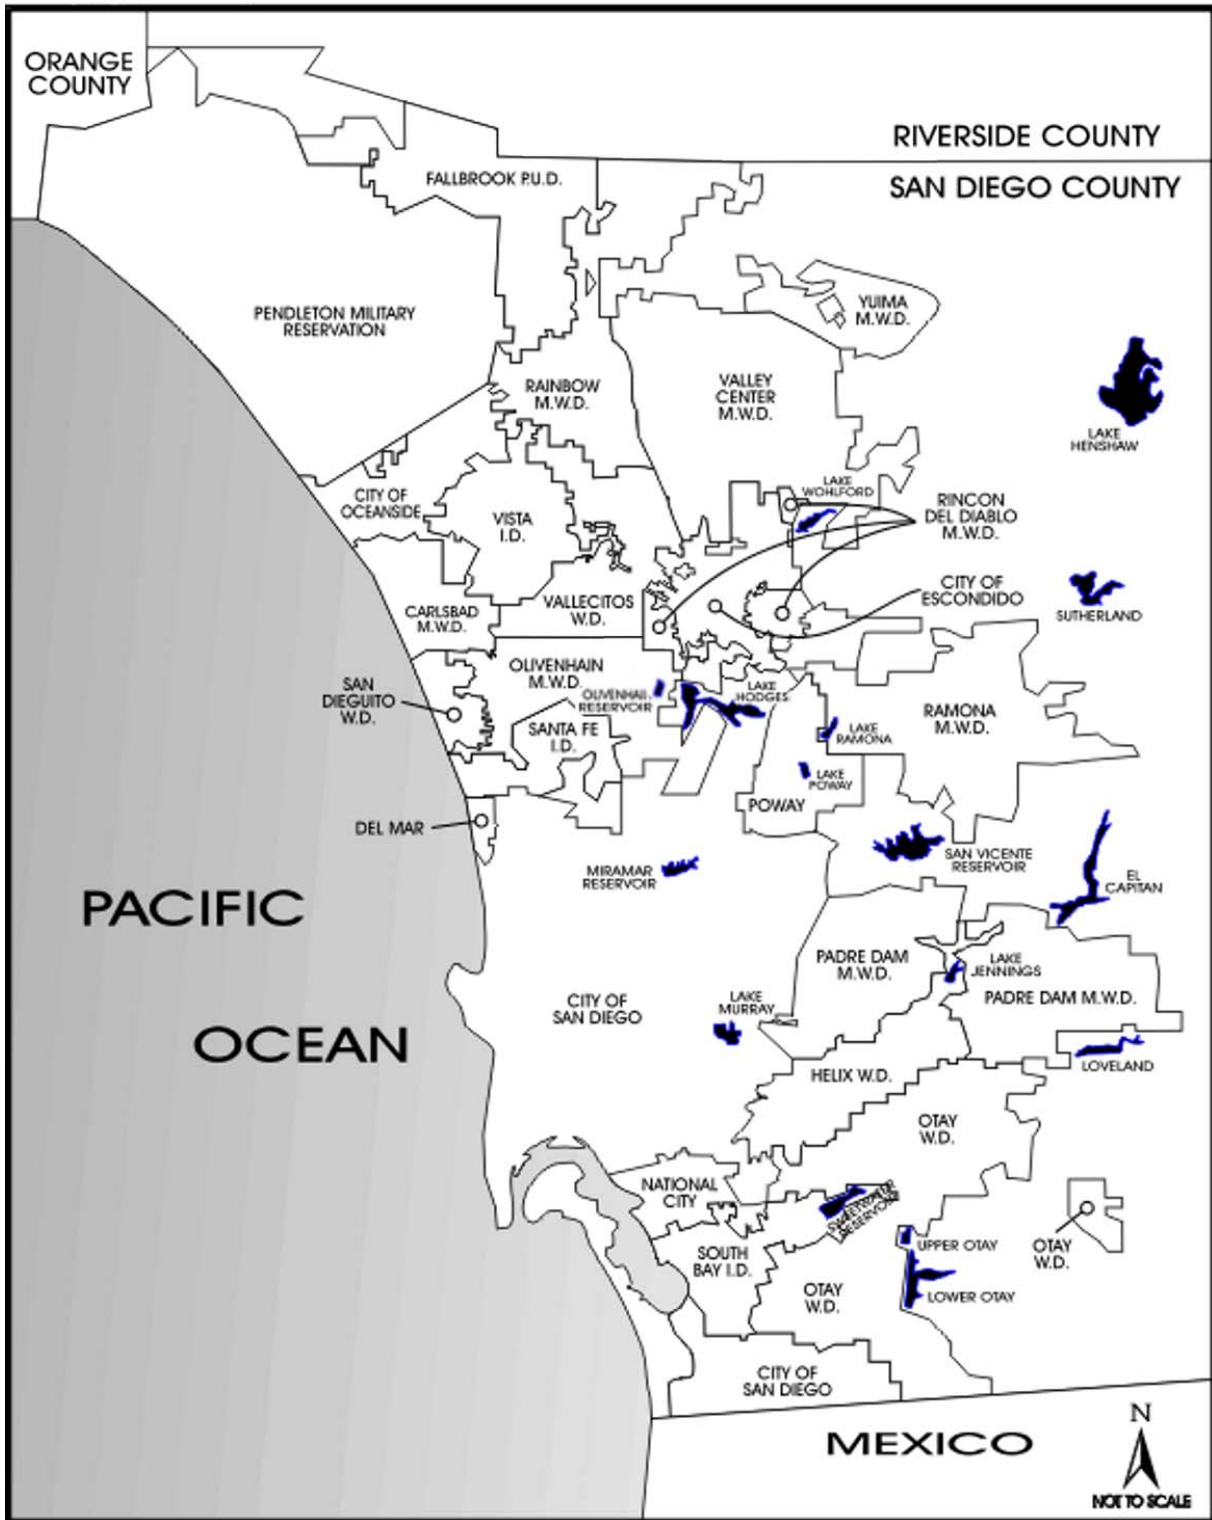 ORANGE
COUNTY
RIVERSIDE COUNTY
SAN DIEGO COUNTY
FALLBROOK P.U.D.
PENDLETON MILITARY
RESERVATION
YUIMA
M.W.D.
RAINBOW
M.W.D.
VALLEY
CENTER
M.W.D.
LAKE
HENSHAW
CITY OF
OCEANSIDE
VISTA
I.D.
LAKE
WOHLFORD
RINCON
DEL DIABLO
M.W.D.
CITY OF
ESCONDIDO
SUTHERLAND
CARLSBAD
M.W.D.
VALLECITOS
W.D.
OLIVENHAIN
M.W.D.
SAN
DIEGUITO
W.D.
OLIVENHAIN
RESERVOIR
LAKE
HODGES
SANTA FE
I.D.
LAKE
RAMONA
RAMONA
M.W.D.
LAKE
POWAY
POWAY
DEL MAR
MIRAMAR
RESERVOIR
SAN VICENTE
RESERVOIR
EL
CAPITAN
PACIFIC
OCEAN
PADRE DAM
M.W.D.
LAKE
JENNINGS
PADRE DAM M.W.D.
CITY OF
SAN DIEGO
LAKE
MURRAY
LOVELAND
HELIX W.D.
OTAY
W.D.
NATIONAL
CITY
SWEETWATER
RESERVOIR
SOUTH
BAY I.D.
UPPER OTAY
OTAY
W.D.
LOWER OTAY
OTAY
W.D.
CITY OF
SAN DIEGO
MEXICO
N
NOT TO SCALE